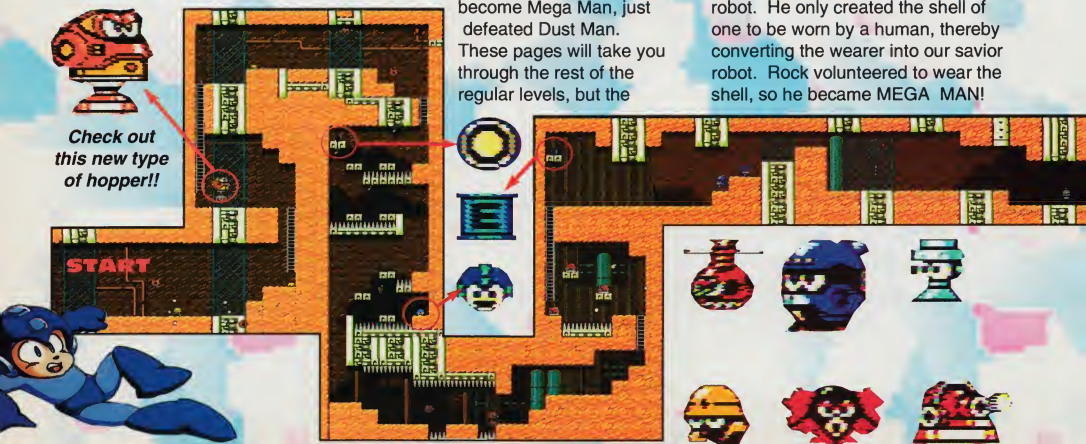 become Mega Man, just
defeated Dust Man.
These pages will take you
through the rest of the
regular levels, but the
robot. He only created the shell of
one to be worn by a human, thereby
converting the wearer into our savior
robot. Rock volunteered to wear the
shell, so he became MEGA MAN!
Check out
this new type
of hopper!!
START